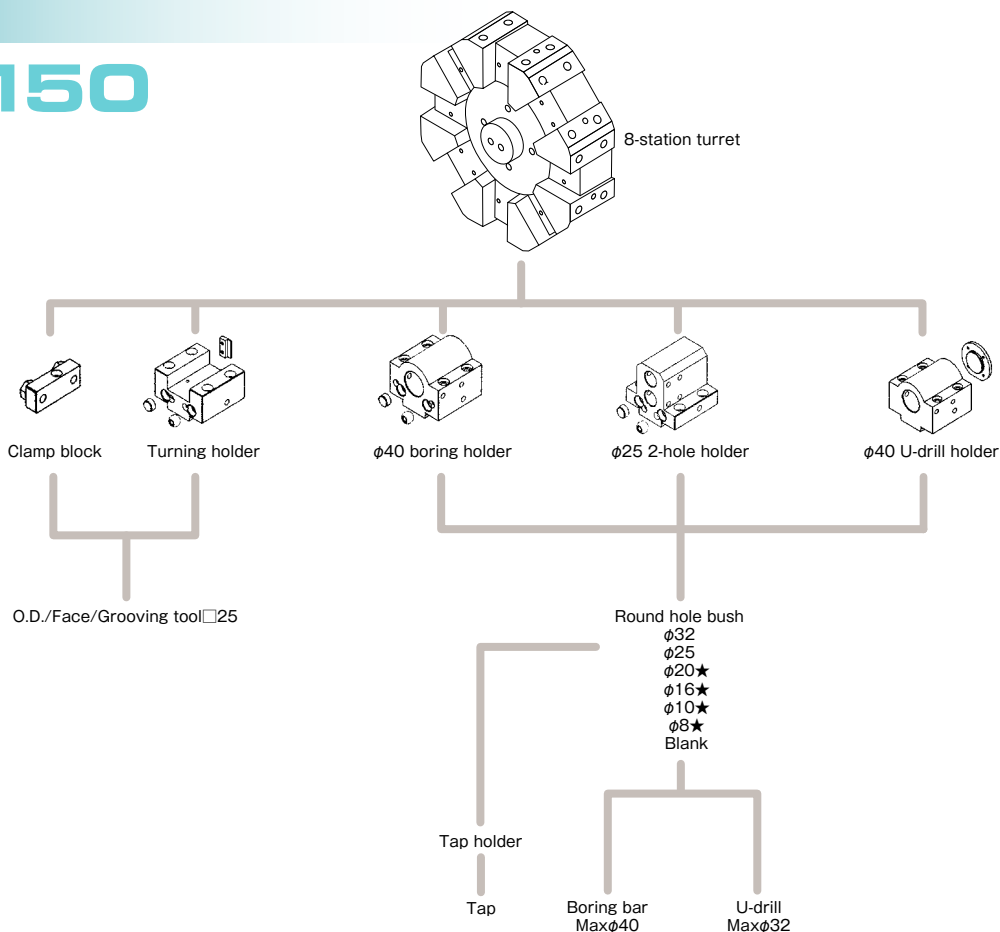 150
8-station turret
Clamp block
Turning holder
φ40 boring holder
φ25 2-hole holder
φ40 U-drill holder
O.D./Face/Grooving tool□25
Round hole bush
φ32
φ25
φ20★
φ16★
φ10★
φ8★
Blank
Tap holder
Tap
Boring bar
Maxφ40
U-drill
Maxφ32